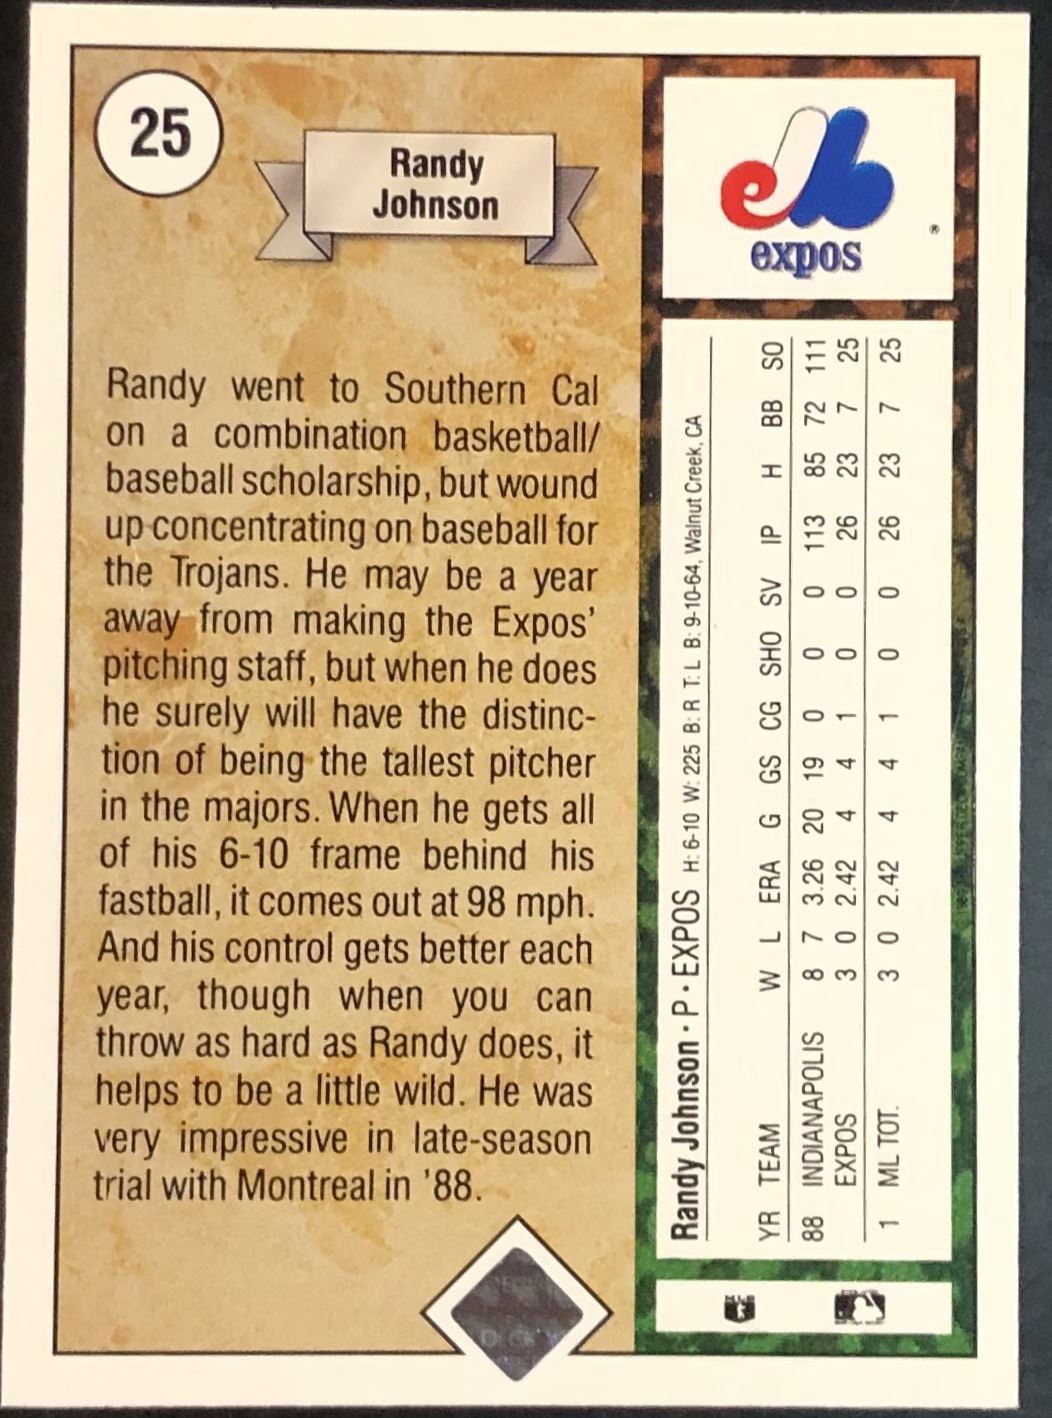 25
Randy
Johnson
Randy went to Southern Cal
on a combination basketball/
baseball scholarship, but wound
up concentrating on baseball for
the Trojans. He may be a year
away from making the Expos'
pitching staff, but when he does
he surely will have the distinc-
tion of being the tallest pitcher
in the majors. When he gets all
of his 6-10 frame behind his
fastball, it comes out at 98 mph.
And his control gets better each
year, though when you can
throw as hard as Randy does, it
helps to be a little wild. He was
very impressive in late-season
trial with Montreal in '88.
expos
®
Randy Johnson • P • EXPOS H: 6-10 W: 225 B: R T: L B: 9-10-64, Walnut Creek, CA
YR TEAM W L ERA G GS CG SHO SV IP H BB SO
88 INDIANAPOLIS 8 7 3.26 20 19 0 0 0 113 85 72 111
EXPOS 3 0 2.42 4 4 1 0 0 26 23 7 25
1 ML TOT. 3 0 2.42 4 4 1 0 0 26 23 7 25